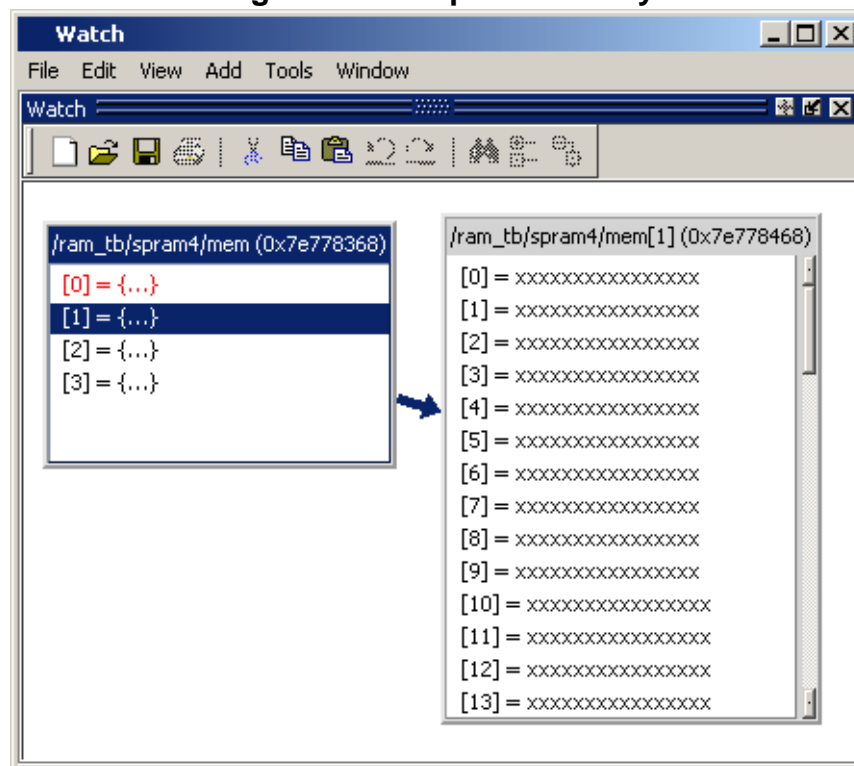 Watch
File Edit View Add Tools Window
Watch
/ram_tb/spram4/mem (0x7e778368)
[0] = {...}
[1] = {...}
[2] = {...}
[3] = {...}
/ram_tb/spram4/mem[1] (0x7e778468)
[0] = xxxxxxxxxxxxxxxx
[1] = xxxxxxxxxxxxxxxx
[2] = xxxxxxxxxxxxxxxx
[3] = xxxxxxxxxxxxxxxx
[4] = xxxxxxxxxxxxxxxx
[5] = xxxxxxxxxxxxxxxx
[6] = xxxxxxxxxxxxxxxx
[7] = xxxxxxxxxxxxxxxx
[8] = xxxxxxxxxxxxxxxx
[9] = xxxxxxxxxxxxxxxx
[10] = xxxxxxxxxxxxxxxx
[11] = xxxxxxxxxxxxxxxx
[12] = xxxxxxxxxxxxxxxx
[13] = xxxxxxxxxxxxxxxx